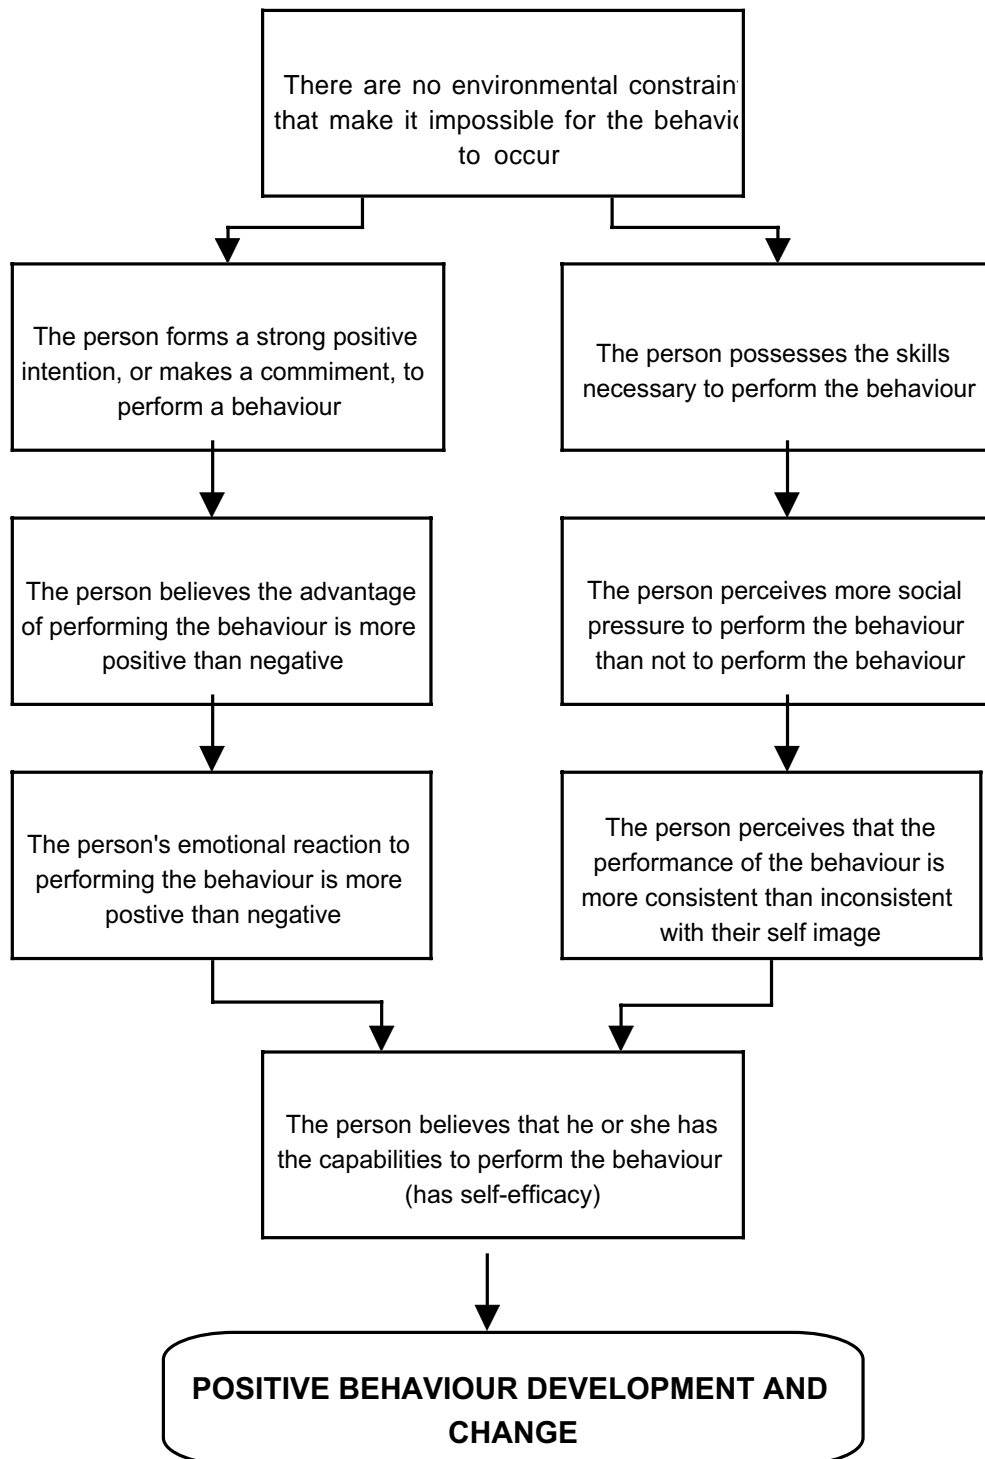 There are no environmental constrain
that make it impossible for the behavio
to occur
The person forms a strong positive
intention, or makes a commiment, to
perform a behaviour
The person possesses the skills
necessary to perform the behaviour
The person believes the advantage
of performing the behaviour is more
positive than negative
The person perceives more social
pressure to perform the behaviour
than not to perform the behaviour
The person's emotional reaction to
performing the behaviour is more
postive than negative
The person perceives that the
performance of the behaviour is
more consistent than inconsistent
with their self image
The person believes that he or she has
the capabilities to perform the behaviour
(has self-efficacy)
POSITIVE BEHAVIOUR DEVELOPMENT AND
CHANGE